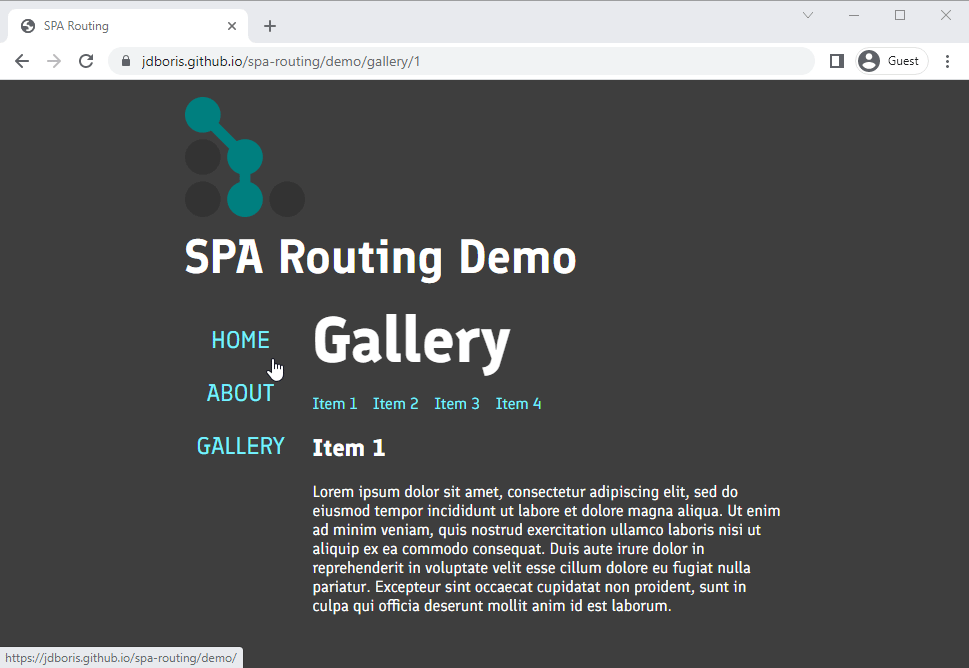 SPA Routing
jdboris.github.io/spa-routing/demo/gallery/1
Guest
SPA Routing Demo
HOME
ABOUT
GALLERY
Gallery
Item 1 Item 2 Item 3 Item 4
Item 1
Lorem ipsum dolor sit amet, consectetur adipiscing elit, sed do
eiusmod tempor incididunt ut labore et dolore magna aliqua. Ut enim
ad minim veniam, quis nostrud exercitation ullamco laboris nisi ut
aliquip ex ea commodo consequat. Duis aute irure dolor in
reprehenderit in voluptate velit esse cillum dolore eu fugiat nulla
pariatur. Excepteur sint occaecat cupidatat non proident, sunt in
culpa qui officia deserunt mollit anim id est laborum.
https://jdboris.github.io/spa-routing/demo/